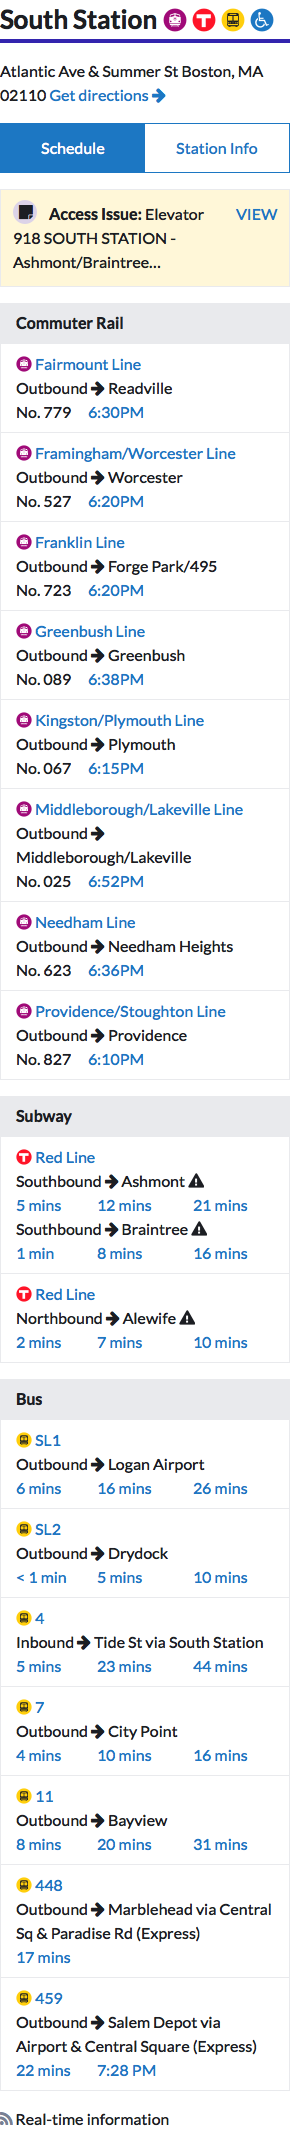 South Station
Atlantic Ave & Summer St Boston, MA
02110 Get directions
Schedule
Station Info
Access Issue: Elevator
VIEW
918 SOUTH STATION -
Ashmont/Braintree...
Commuter Rail
Fairmount Line
Outbound → Readville
No. 779 6:30PM
Framingham/Worcester Line
Outbound → Worcester
No. 527 6:20PM
Franklin Line
Outbound → Forge Park/495
No. 723 6:20PM
Greenbush Line
Outbound → Greenbush
No. 089 6:38PM
Kingston/Plymouth Line
Outbound → Plymouth
No. 067 6:15PM
Middleborough/Lakeville Line
Outbound →
Middleborough/Lakeville
No. 025 6:52PM
Needham Line
Outbound → Needham Heights
No. 623 6:36PM
Providence/Stoughton Line
Outbound → Providence
No. 827 6:10PM
Subway
T Red Line
Southbound → Ashmont
5 mins 12 mins 21 mins
Southbound → Braintree
1 min 8 mins 16 mins
T Red Line
Northbound → Alewife
2 mins 7 mins 10 mins
Bus
SL1
Outbound → Logan Airport
6 mins 16 mins 26 mins
SL2
Outbound → Drydock
< 1 min 5 mins 10 mins
4
Inbound → Tide St via South Station
5 mins 23 mins 44 mins
7
Outbound → City Point
4 mins 10 mins 16 mins
11
Outbound → Bayview
8 mins 20 mins 31 mins
448
Outbound → Marblehead via Central
Sq & Paradise Rd (Express)
17 mins
459
Outbound → Salem Depot via
Airport & Central Square (Express)
22 mins 7:28 PM
Real-time information